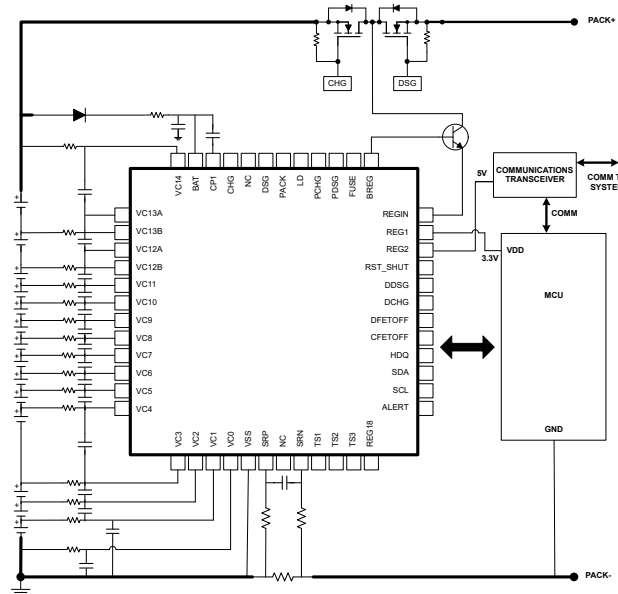 PACK+
CHG
DSG
VC14
BAT
CP1
CHG
NC
DSG
PACK
LD
PCHG
PDSG
FUSE
BREG
5V
COMMUNICATIONS
TRANSCEIVER
COMM T
SYSTE
COMM
VC13A
VC13B
VC12A
VC12B
VC11
VC10
VC9
VC8
VC7
VC6
VC5
VC4
REGIN
REG1
REG2
RST_SHUT
DDSG
DCHG
DFETOFF
CFETOFF
HDQ
SDA
SCL
ALERT
3.3V
VDD
MCU
GND
VC3
VC2
VC1
VC0
VSS
SRP
NC
SRN
TS1
TS2
TS3
REG18
PACK-